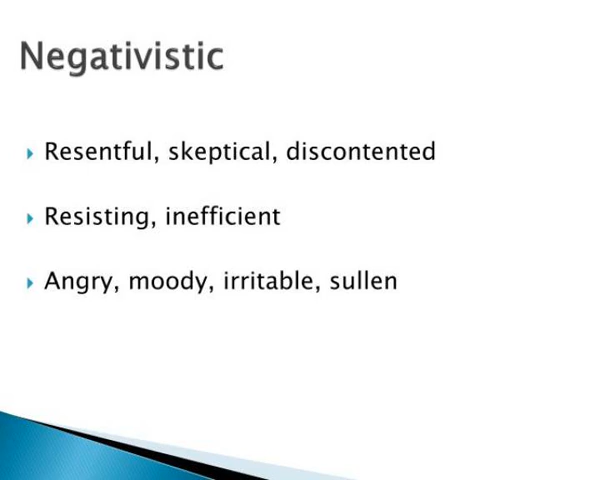 Negativistic
Resentful, skeptical, discontented
Resisting, inefficient
Angry, moody, irritable, sullen